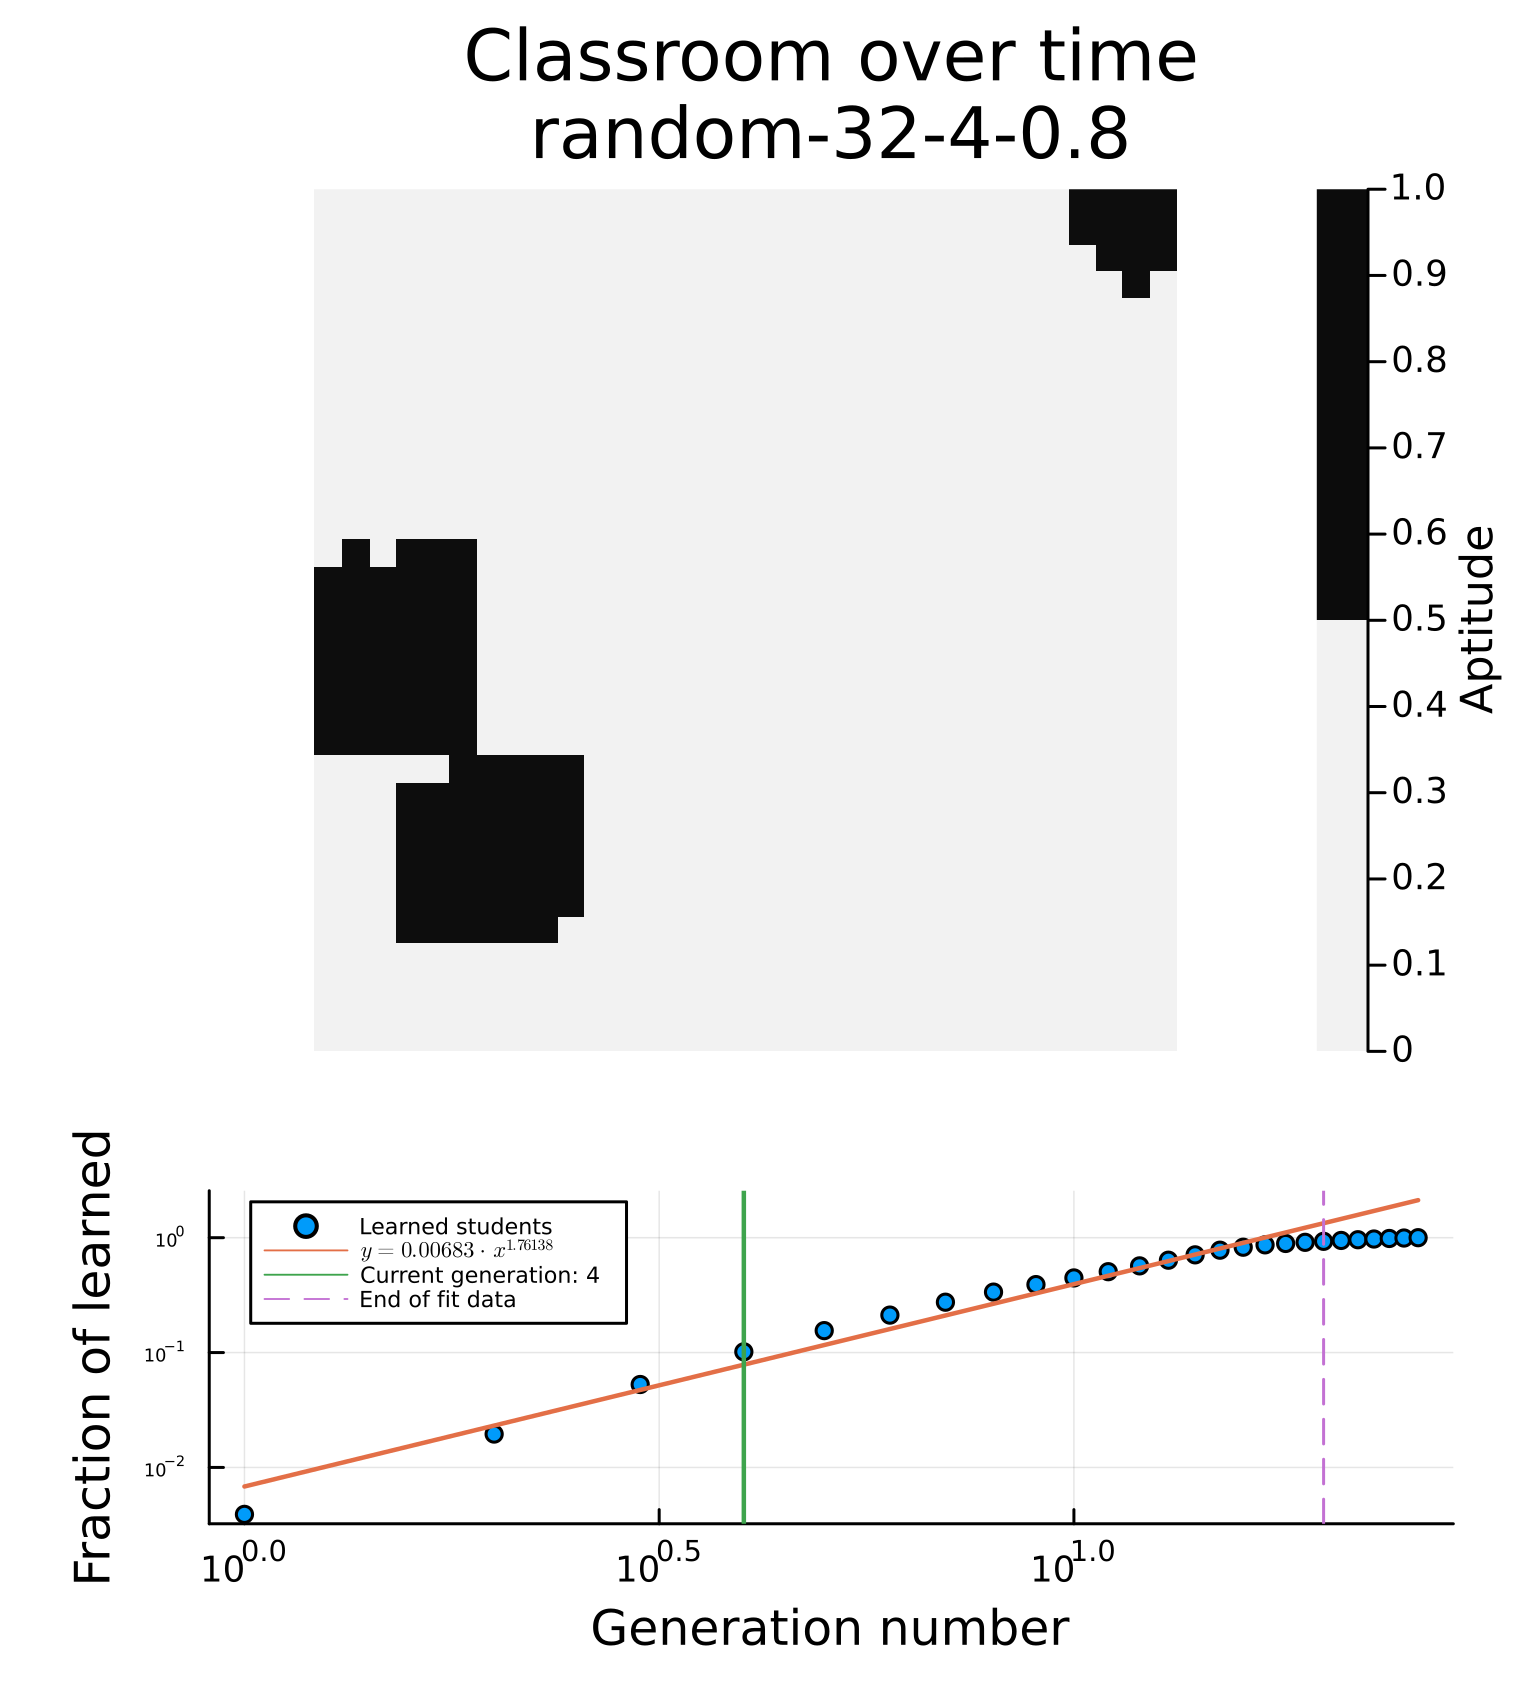 Classroom over time
random-32-4-0.8
1.0
0.9
0.8
0.7
0.6
0.5
0.4
0.3
0.2
0.1
0
Aptitude
Fraction of learned
10⁰
10⁻¹
10⁻²
Learned students
y = 0.00683 · x^1.76138
Current generation: 4
End of fit data
10^0.0
10^0.5
10^1.0
Generation number